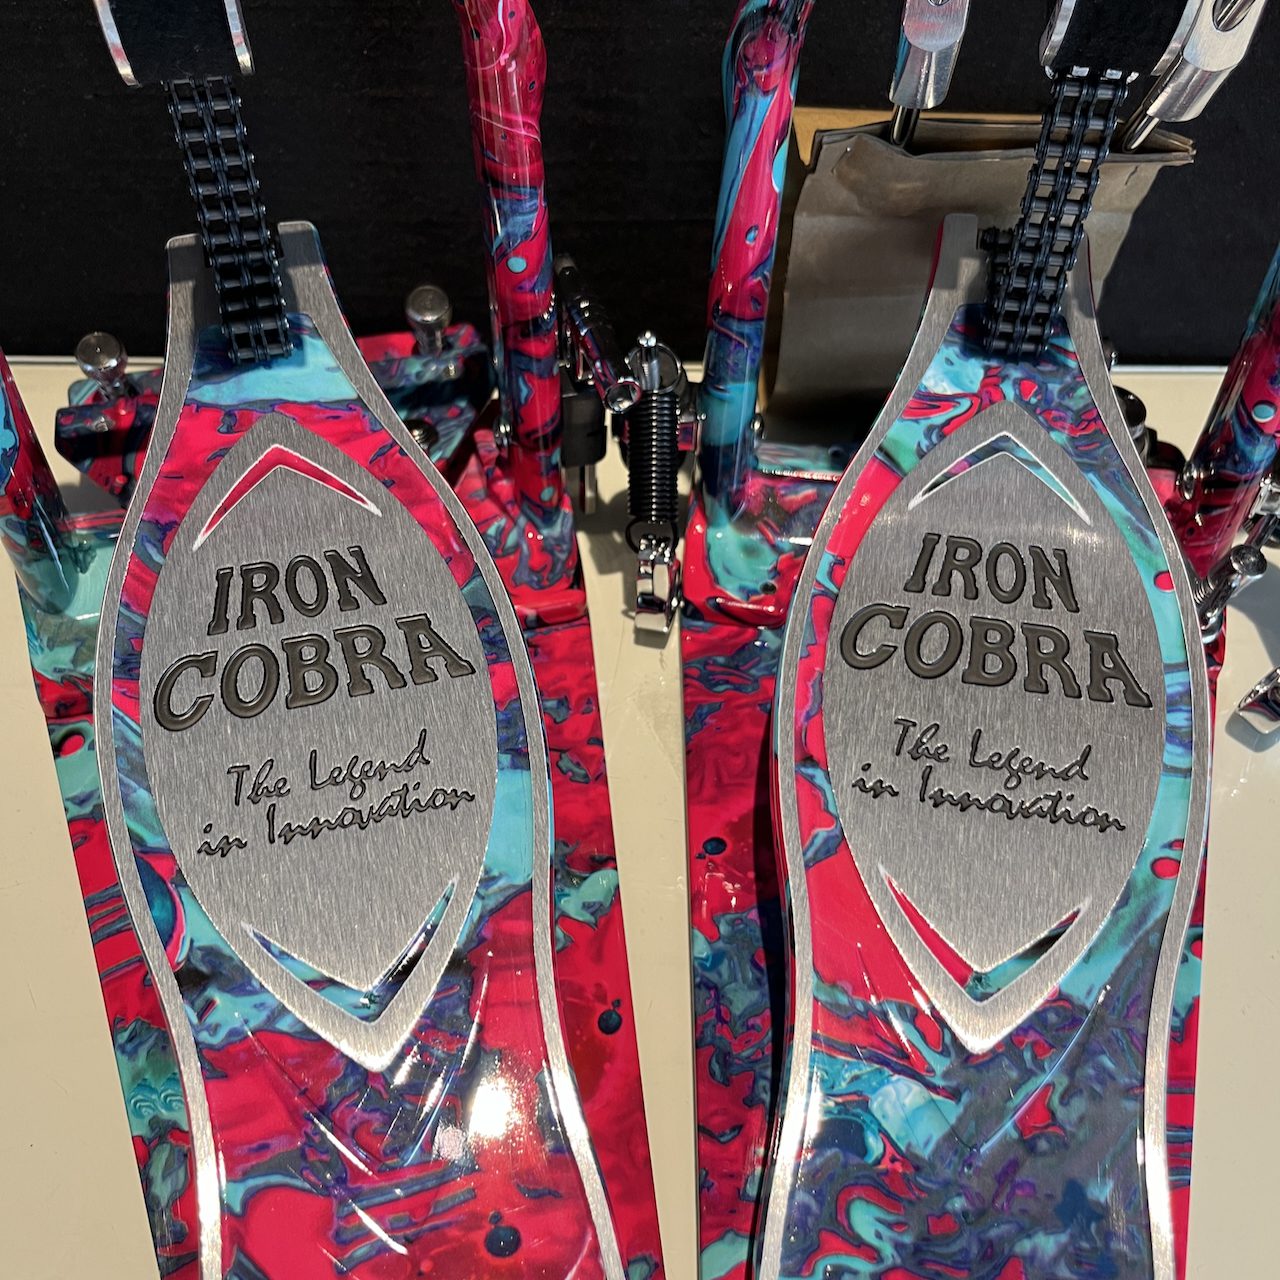 IRON
COBRA
The Legend
in Innovation
IRON
COBRA
The Legend
in Innovation